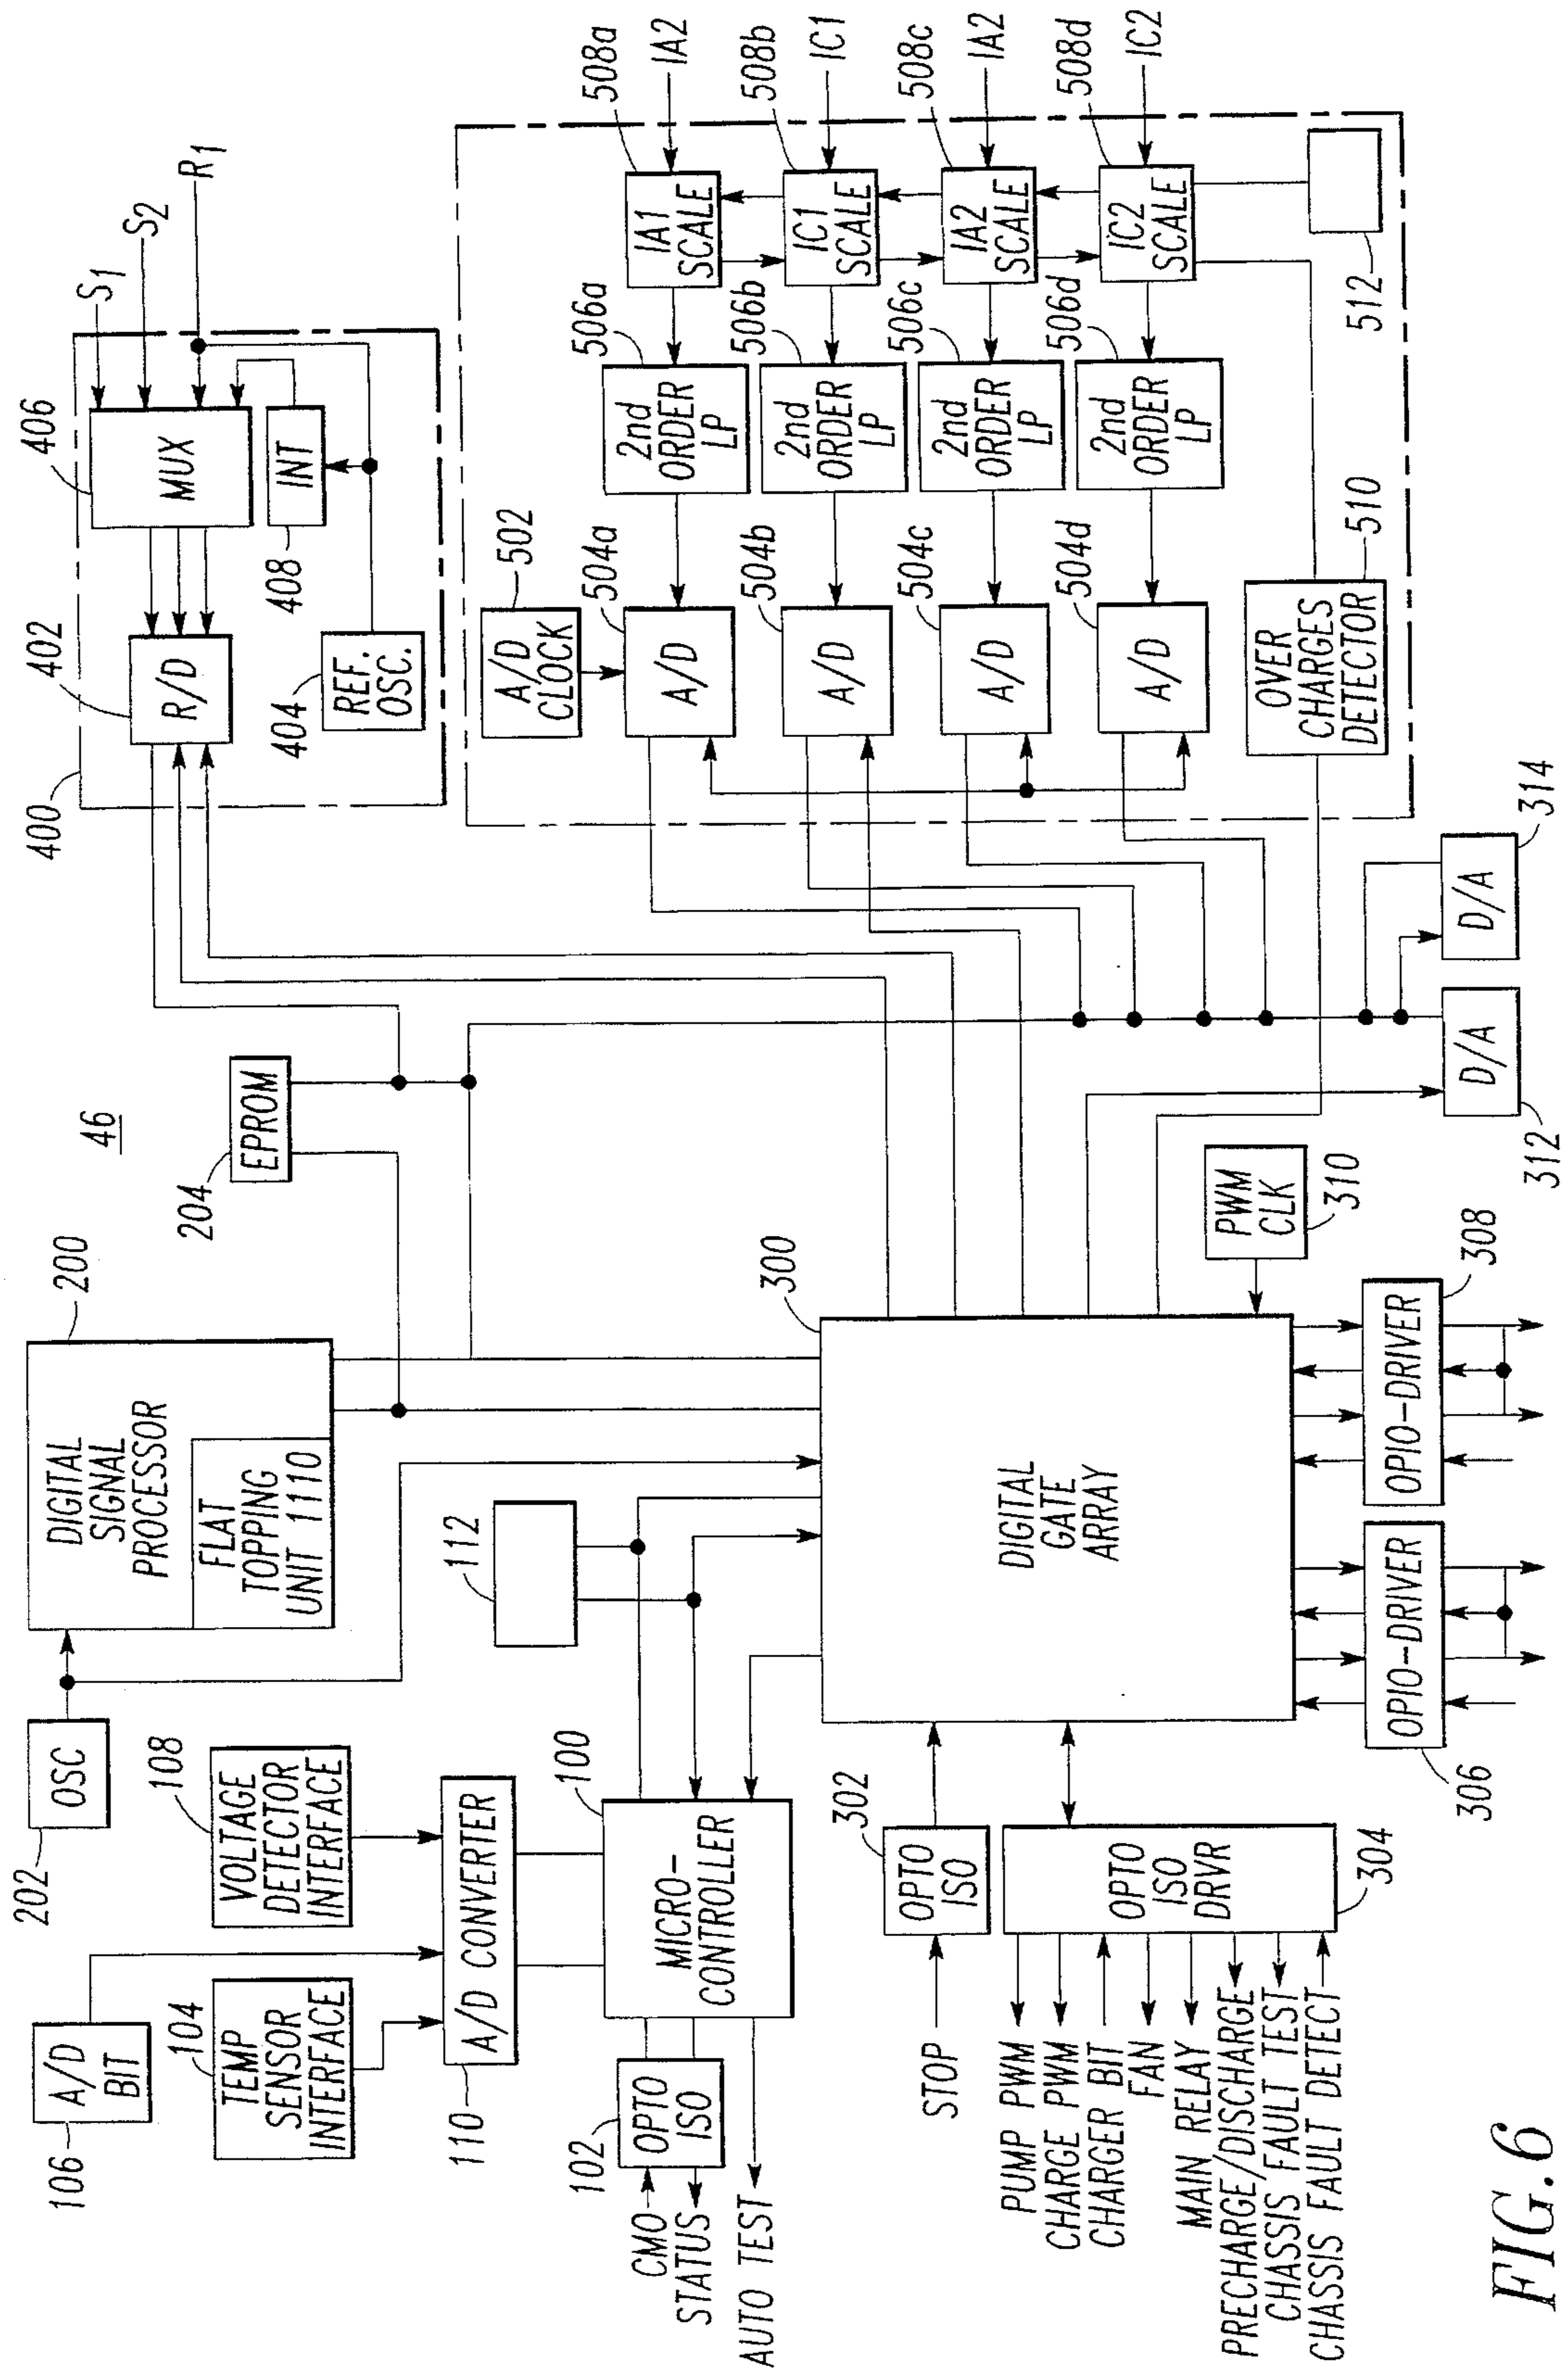 46
106
A/D
BIT
104
TEMP
SENSOR
INTERFACE
202
OSC
108
VOLTAGE
DETECTOR
INTERFACE
110
A/D CONVERTER
102
OPTO
ISO
CMO
STATUS
AUTO TEST
100
MICRO-
CONTROLLER
112
200
DIGITAL
SIGNAL
PROCESSOR
FLAT
TOPPING
UNIT 1110
204
EPROM
300
DIGITAL
GATE
ARRAY
302
OPTO
ISO
STOP
304
OPTO
ISO
DRVR
PUMP PWM
CHARGE PWM
CHARGER BIT
FAN
MAIN RELAY
PRECHARGE/DISCHARGE
CHASSIS FAULT TEST
CHASSIS FAULT DETECT
306
OPIO-DRIVER
308
OPIO-DRIVER
310
PWM
CLK
312
D/A
314
D/A
400
402
R/D
404
REF.
OSC.
406
MUX
408
INT
S1
S2
R1
502
A/D
CLOCK
504a
A/D
504b
A/D
504c
A/D
504d
A/D
506a
2nd
ORDER
LP
506b
2nd
ORDER
LP
506c
2nd
ORDER
LP
506d
2nd
ORDER
LP
508a
IA1
SCALE
IA2
508b
IC1
SCALE
IC1
508c
IA2
SCALE
IA2
508d
IC2
SCALE
IC2
510
OVER
CHARGES
DETECTOR
512
FIG.6